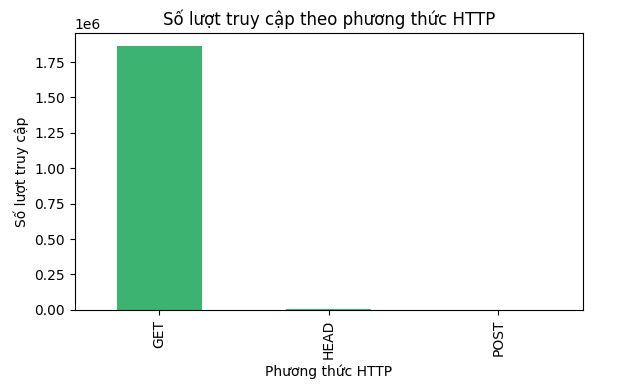 Số lượt truy cập theo phương thức HTTP
1e6
1.75
1.50
1.25
1.00
0.75
0.50
0.25
0.00
Số lượt truy cập
GET
HEAD
POST
Phương thức HTTP